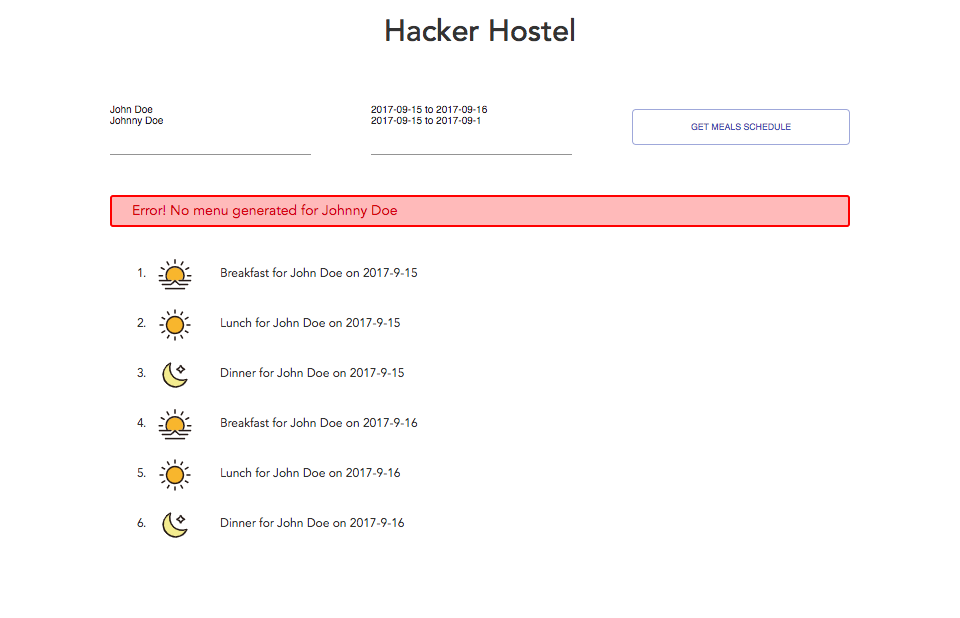 Hacker Hostel
John Doe
Johnny Doe
2017-09-15 to 2017-09-16
2017-09-15 to 2017-09-1
GET MEALS SCHEDULE
Error! No menu generated for Johnny Doe
1. Breakfast for John Doe on 2017-9-15
2. Lunch for John Doe on 2017-9-15
3. Dinner for John Doe on 2017-9-15
4. Breakfast for John Doe on 2017-9-16
5. Lunch for John Doe on 2017-9-16
6. Dinner for John Doe on 2017-9-16